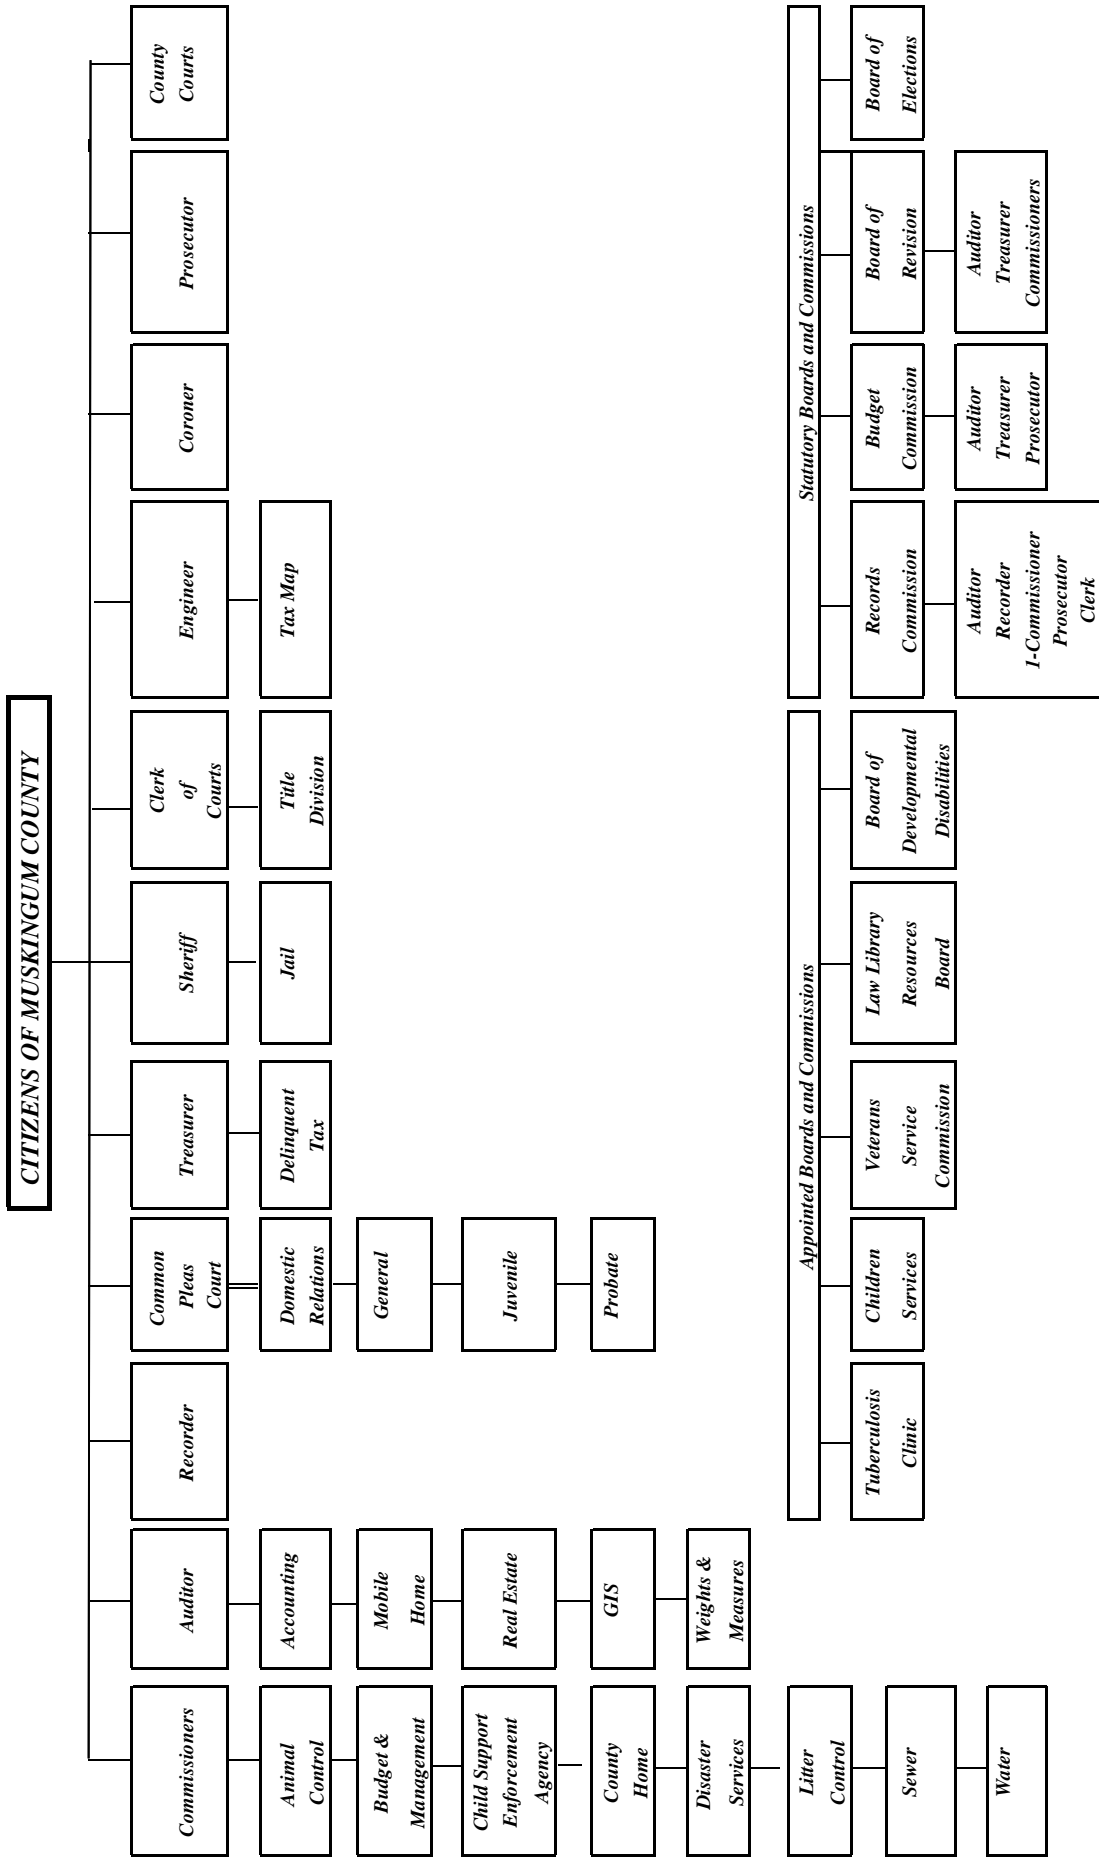 CITIZENS OF MUSKINGUM COUNTY
Commissioners
Auditor
Recorder
Common
Pleas
Court
Treasurer
Sheriff
Clerk
of
Courts
Engineer
Coroner
Prosecutor
County
Courts
Animal
Control
Accounting
Domestic
Relations
Delinquent
Tax
Jail
Title
Division
Tax Map
Budget &
Management
Mobile
Home
General
Child Support
Enforcement
Agency
Real Estate
Juvenile
County
Home
GIS
Probate
Disaster
Services
Weights &
Measures
Litter
Control
Appointed Boards and Commissions
Statutory Boards and Commissions
Sewer
Tuberculosis
Clinic
Children
Services
Veterans
Service
Commission
Law Library
Resources
Board
Board of
Developmental
Disabilities
Records
Commission
Budget
Commission
Board of
Revision
Board of
Elections
Water
Auditor
Recorder
1-Commissioner
Prosecutor
Clerk
Auditor
Treasurer
Prosecutor
Auditor
Treasurer
Commissioners